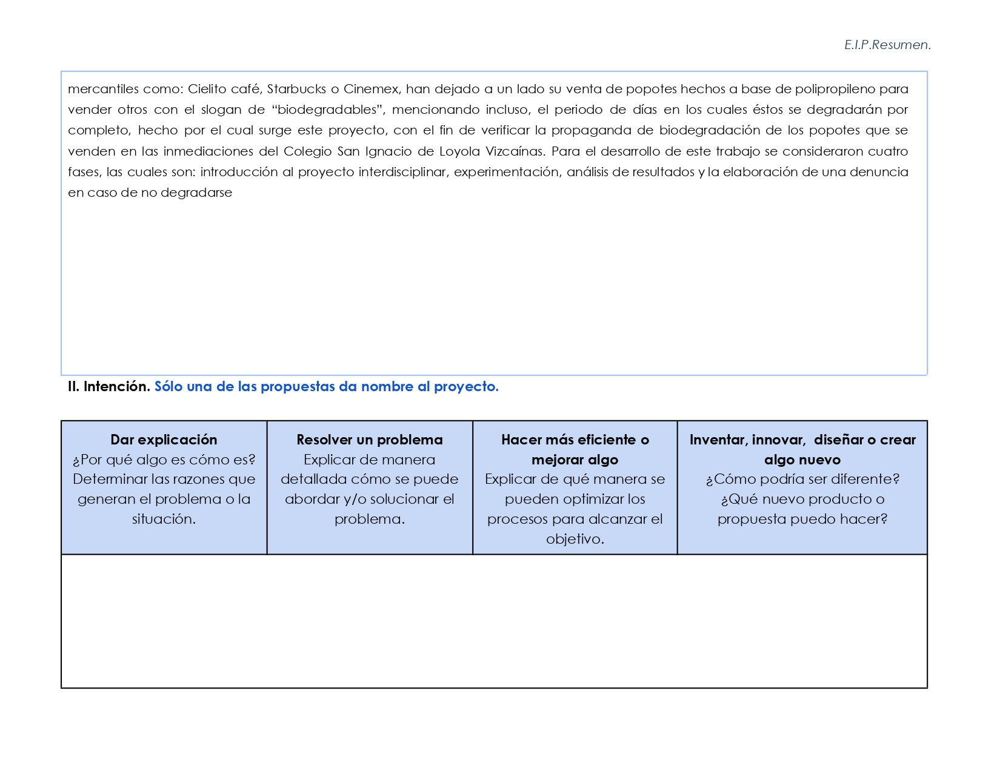 E.I.P.Resumen.
mercantiles como: Cielito café, Starbucks o Cinemex, han dejado a un lado su venta de popotes hechos a base de polipropileno para
vender otros con el slogan de “biodegradables”, mencionando incluso, el periodo de días en los cuales éstos se degradarán por
completo, hecho por el cual surge este proyecto, con el fin de verificar la propaganda de biodegradación de los popotes que se
venden en las inmediaciones del Colegio San Ignacio de Loyola Vizcaínas. Para el desarrollo de este trabajo se consideraron cuatro
fases, las cuales son: introducción al proyecto interdisciplinar, experimentación, análisis de resultados y la elaboración de una denuncia
en caso de no degradarse
II. Intención. Sólo una de las propuestas da nombre al proyecto.
Dar explicación
¿Por qué algo es cómo es?
Determinar las razones que
generan el problema o la
situación.
Resolver un problema
Explicar de manera
detallada cómo se puede
abordar y/o solucionar el
problema.
Hacer más eficiente o
mejorar algo
Explicar de qué manera se
pueden optimizar los
procesos para alcanzar el
objetivo.
Inventar, innovar,  diseñar o crear
algo nuevo
¿Cómo podría ser diferente?
¿Qué nuevo producto o
propuesta puedo hacer?